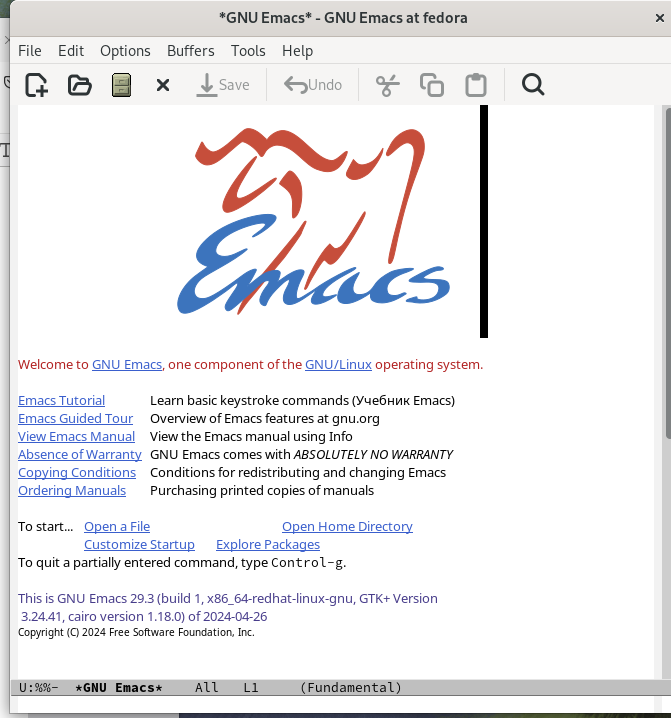 *GNU Emacs* - GNU Emacs at fedora
File Edit Options Buffers Tools Help
Save Undo
Emacs
Welcome to GNU Emacs, one component of the GNU/Linux operating system.
Emacs Tutorial Learn basic keystroke commands (Учебник Emacs)
Emacs Guided Tour Overview of Emacs features at gnu.org
View Emacs Manual View the Emacs manual using Info
Absence of Warranty GNU Emacs comes with ABSOLUTELY NO WARRANTY
Copying Conditions Conditions for redistributing and changing Emacs
Ordering Manuals Purchasing printed copies of manuals
To start... Open a File Open Home Directory
Customize Startup Explore Packages
To quit a partially entered command, type Control-g.
This is GNU Emacs 29.3 (build 1, x86_64-redhat-linux-gnu, GTK+ Version
3.24.41, cairo version 1.18.0) of 2024-04-26
Copyright (C) 2024 Free Software Foundation, Inc.
U:%%- *GNU Emacs* All L1 (Fundamental)